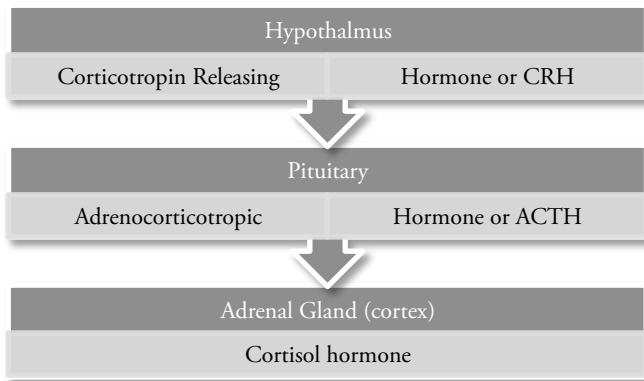 Hypothalmus
Corticotropin Releasing Hormone or CRH
Pituitary
Adrenocorticotropic Hormone or ACTH
Adrenal Gland (cortex)
Cortisol hormone